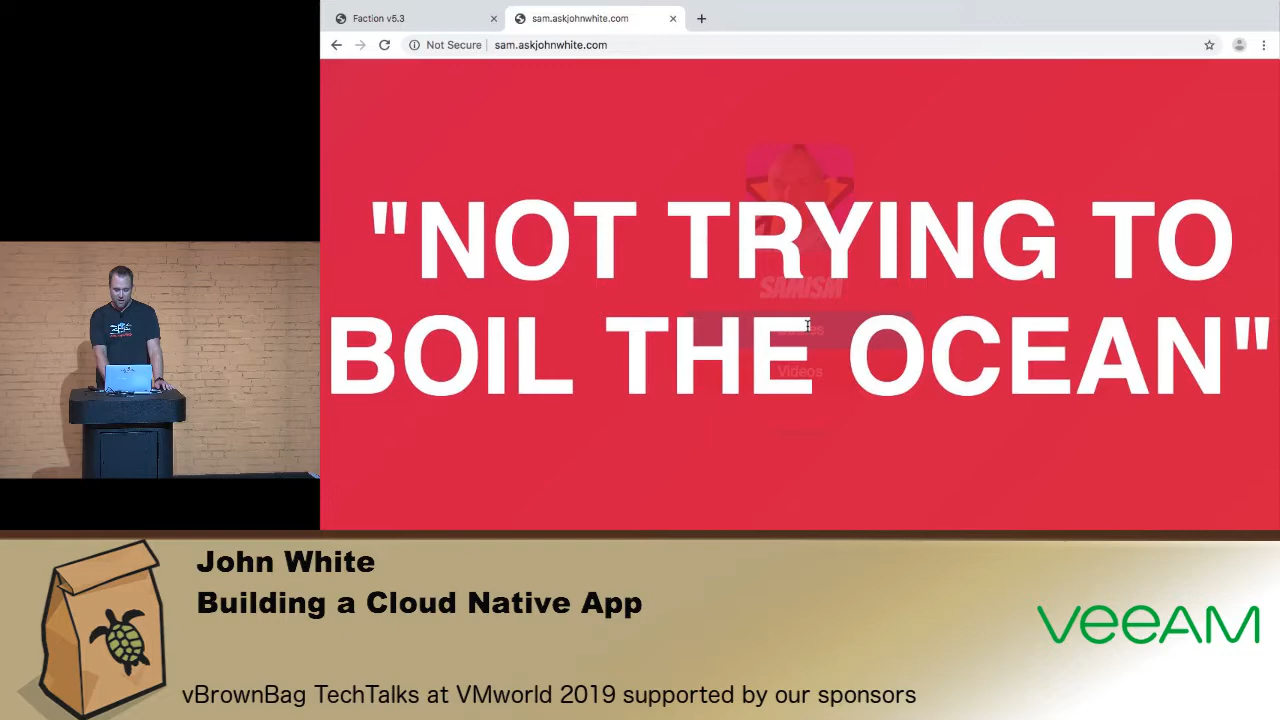 Faction v5.3
sam.askjohnwhite.com
Not Secure
sam.askjohnwhite.com
"NOT TRYING TO
BOIL THE OCEAN"
SAMISM
Videos
John White
Building a Cloud Native App
veeAM
vBrownBag TechTalks at VMworld 2019 supported by our sponsors